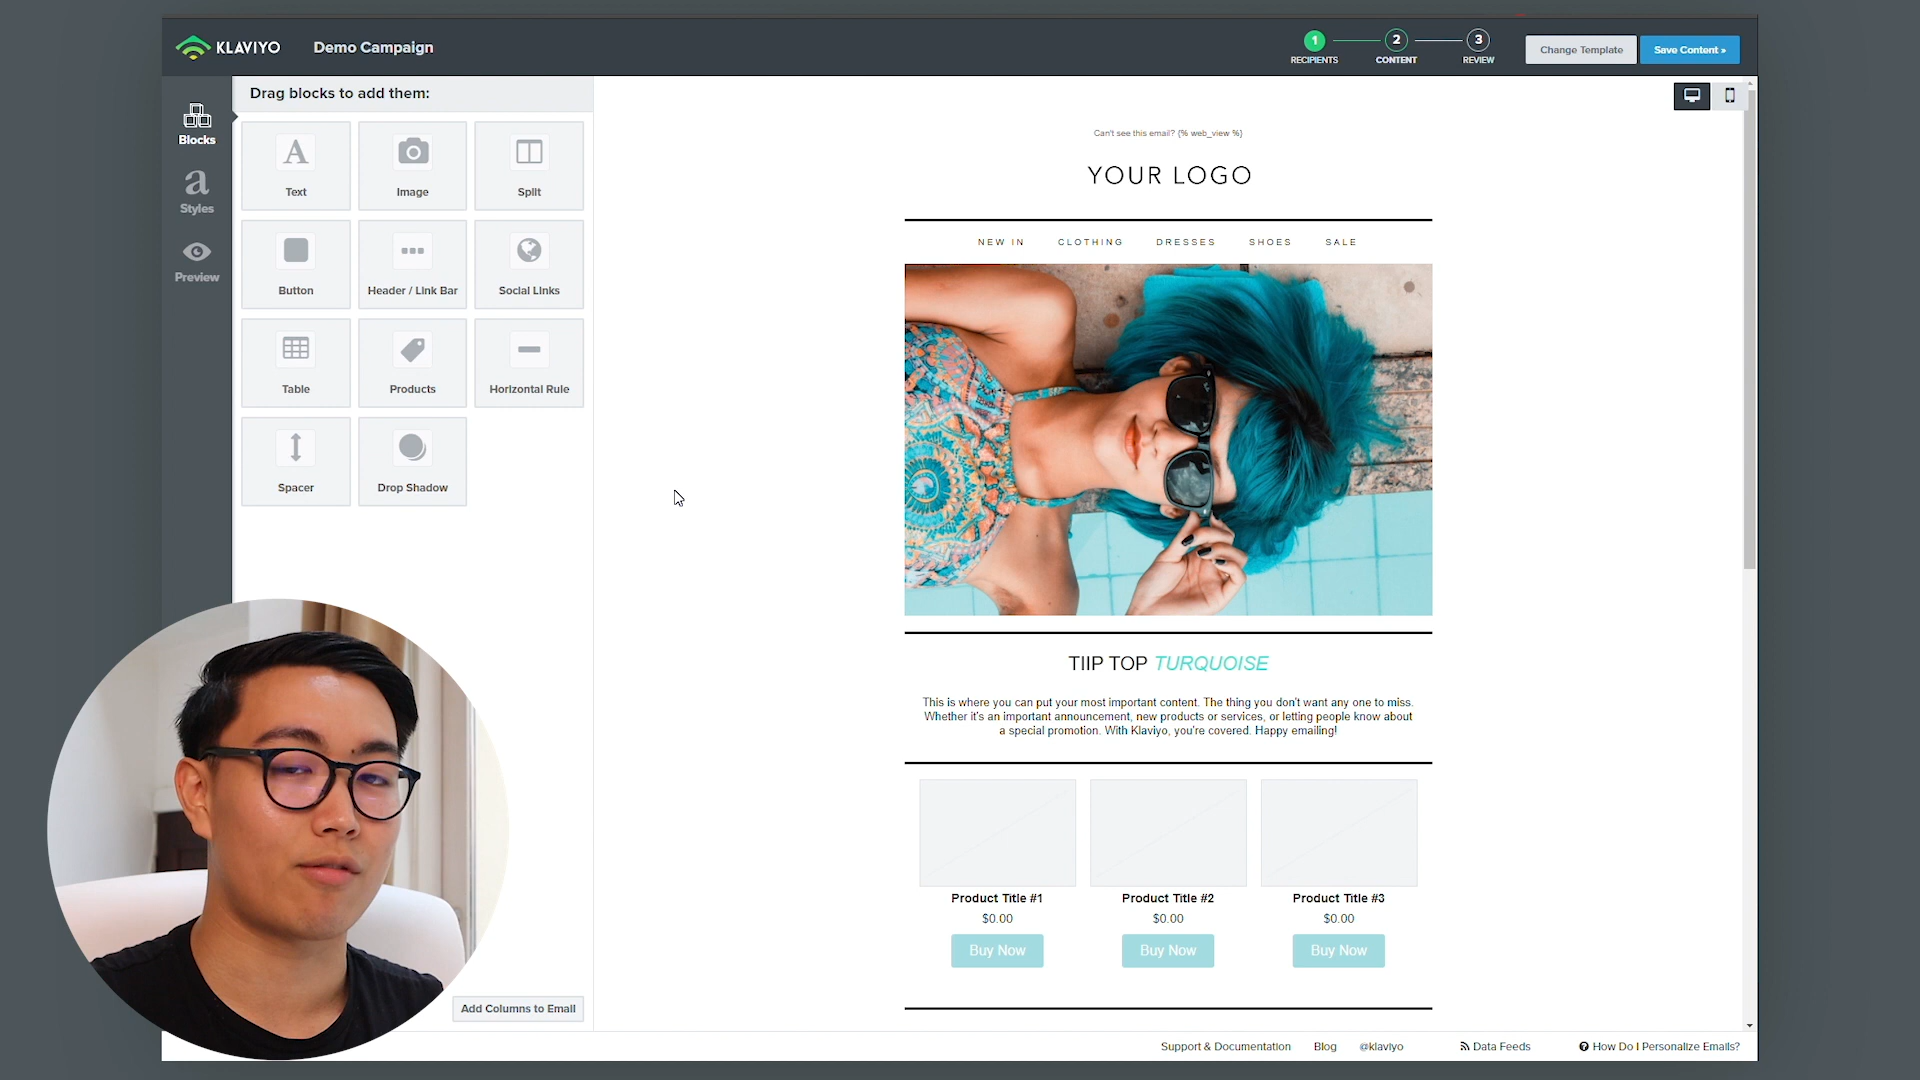 KLAVIYO
Demo Campaign
1
2
3
RECIPIENTS
CONTENT
REVIEW
Change Template
Save Content »
Drag blocks to add them:
Blocks
Styles
Preview
A
Text
Image
Split
Button
Header / Link Bar
Social Links
Table
Products
Horizontal Rule
Spacer
Drop Shadow
Add Columns to Email
Can't see this email? {% web_view %}
YOUR LOGO
NEW IN CLOTHING DRESSES SHOES SALE
TIIP TOP TURQUOISE
This is where you can put your most important content. The thing you don't want any one to miss.
Whether it's an important announcement, new products or services, or letting people know about
a special promotion. With Klaviyo, you're covered. Happy emailing!
Product Title #1
$0.00
Buy Now
Product Title #2
$0.00
Buy Now
Product Title #3
$0.00
Buy Now
Support & Documentation
Blog
@klaviyo
Data Feeds
How Do I Personalize Emails?